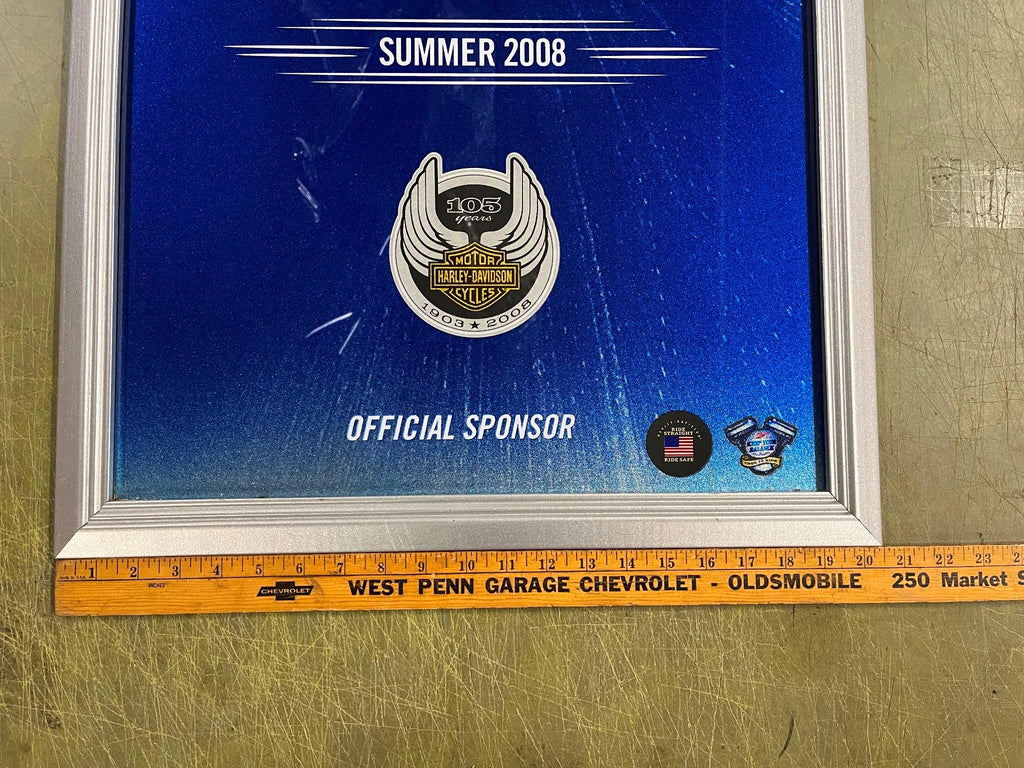 SUMMER 2008
105
years
MOTOR
HARLEY-DAVIDSON
CYCLES
1903 ★ 2008
OFFICIAL SPONSOR
RIDE
STRAIGHT
RIDE SAFE
1 2 3 4 5 6 7 8 9 10 11 12 13 14 15 16 17 18 19 20 21 22 23
INCHES
CHEVROLET
WEST PENN GARAGE CHEVROLET - OLDSMOBILE 250 Market S